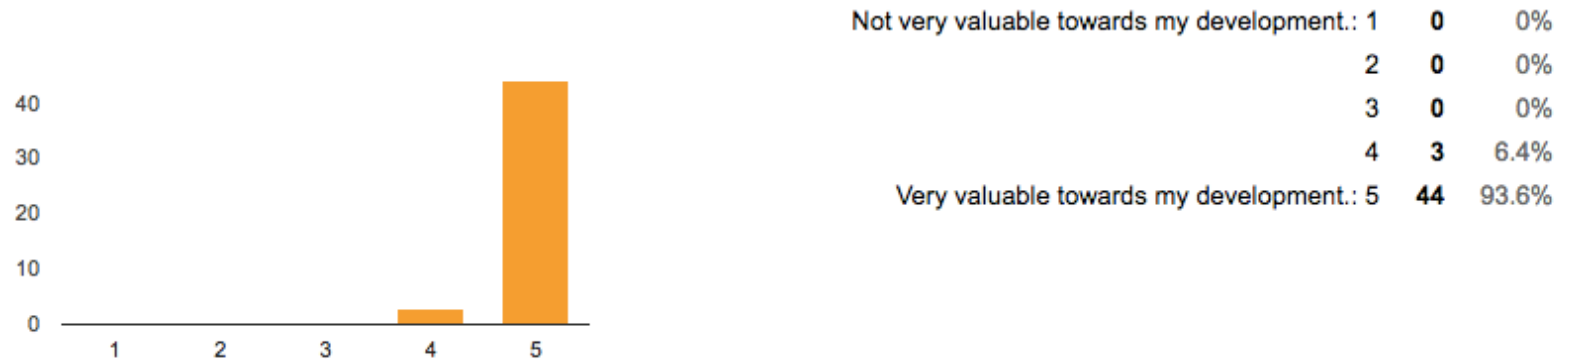 40
30
20
10
0
1 2 3 4 5
Not very valuable towards my development.: 1 0 0%
2 0 0%
3 0 0%
4 3 6.4%
Very valuable towards my development.: 5 44 93.6%